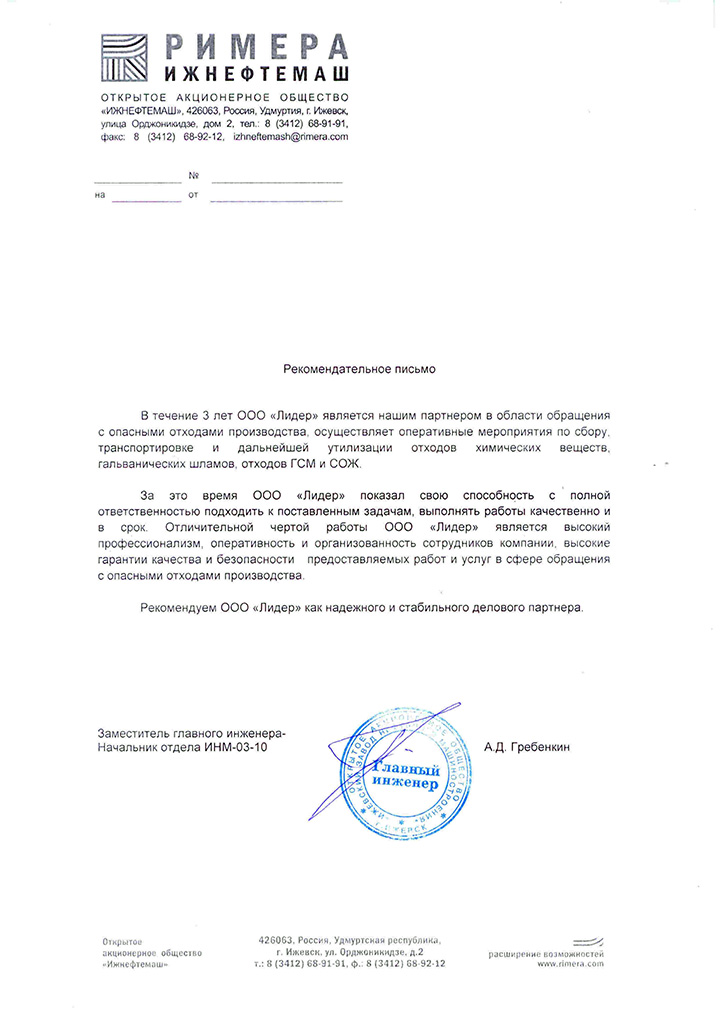 РИМЕРА
ИЖНЕФТЕМАШ
ОТКРЫТОЕ АКЦИОНЕРНОЕ ОБЩЕСТВО
«ИЖНЕФТЕМАШ», 426063, Россия, Удмуртия, г. Ижевск,
улица Орджоникидзе, дом 2, тел.: 8 (3412) 68-91-91,
факс: 8 (3412) 68-92-12, izhneftemash@rimera.com
№
на от
Рекомендательное письмо
В течение 3 лет ООО «Лидер» является нашим партнером в области обращения
с опасными отходами производства, осуществляет оперативные мероприятия по сбору,
транспортировке и дальнейшей утилизации отходов химических веществ,
гальванических шламов, отходов ГСМ и СОЖ.
За это время ООО «Лидер» показал свою способность с полной
ответственностью подходить к поставленным задачам, выполнять работы качественно и
в срок. Отличительной чертой работы ООО «Лидер» является высокий
профессионализм, оперативность и организованность сотрудников компании, высокие
гарантии качества и безопасности предоставляемых работ и услуг в сфере обращения
с опасными отходами производства.
Рекомендуем ООО «Лидер» как надежного и стабильного делового партнера.
Заместитель главного инженера-
Начальник отдела ИНМ-03-10
ОТКРЫТОЕ АКЦИОНЕРНОЕ ОБЩЕСТВО
Главный
инженер
г. ИЖЕВСК
А.Д. Гребенкин
Открытое
акционерное общество
«Ижнефтемаш»
426063, Россия, Удмуртская республика,
г. Ижевск, ул. Орджоникидзе, д.2
т.: 8 (3412) 68-91-91, ф.: 8 (3412) 68-92-12
расширение возможностей
www.rimera.com